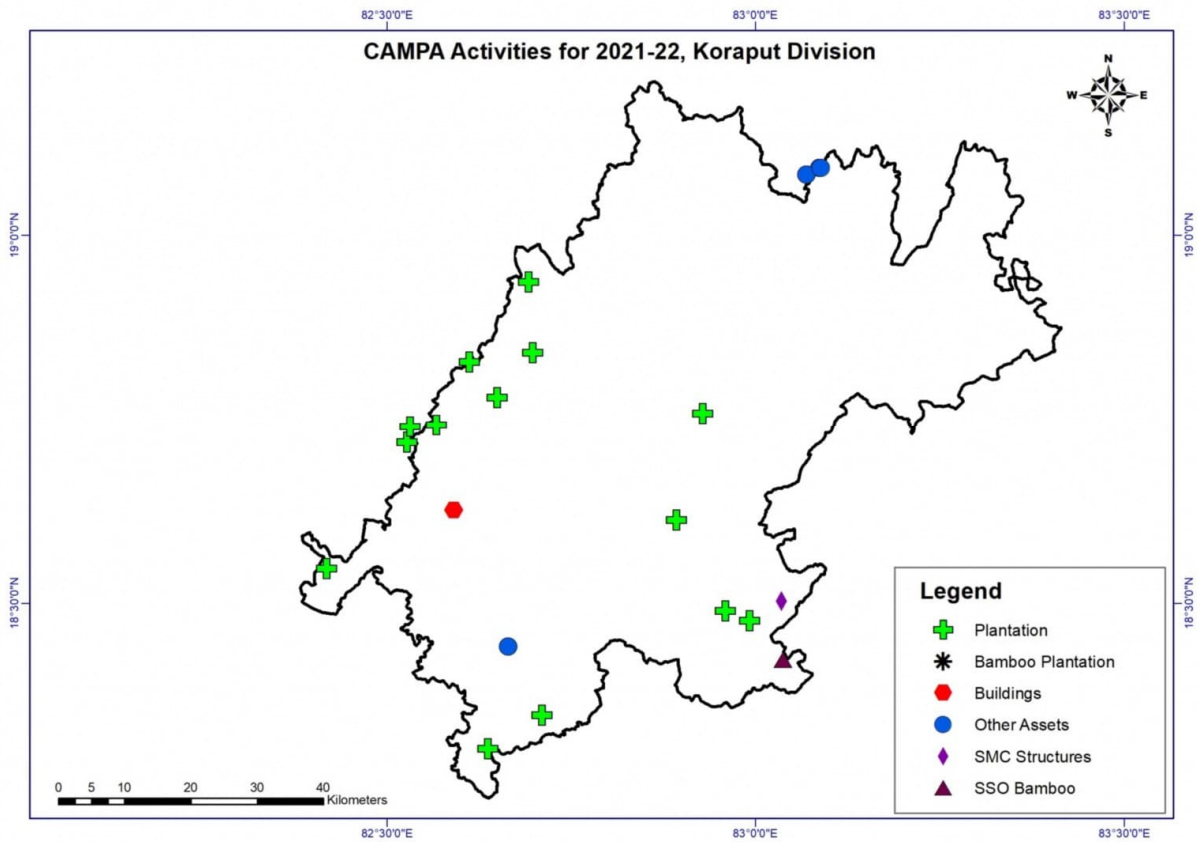 82°30'0"E 83°0'0"E 83°30'0"E
CAMPA Activities for 2021-22, Koraput Division
N
W E
S
19°0'0"N 19°0'0"N
18°30'0"N 18°30'0"N
Legend
Plantation
Bamboo Plantation
Buildings
Other Assets
SMC Structures
SSO Bamboo
0 5 10 20 30 40
Kilometers
82°30'0"E 83°0'0"E 83°30'0"E